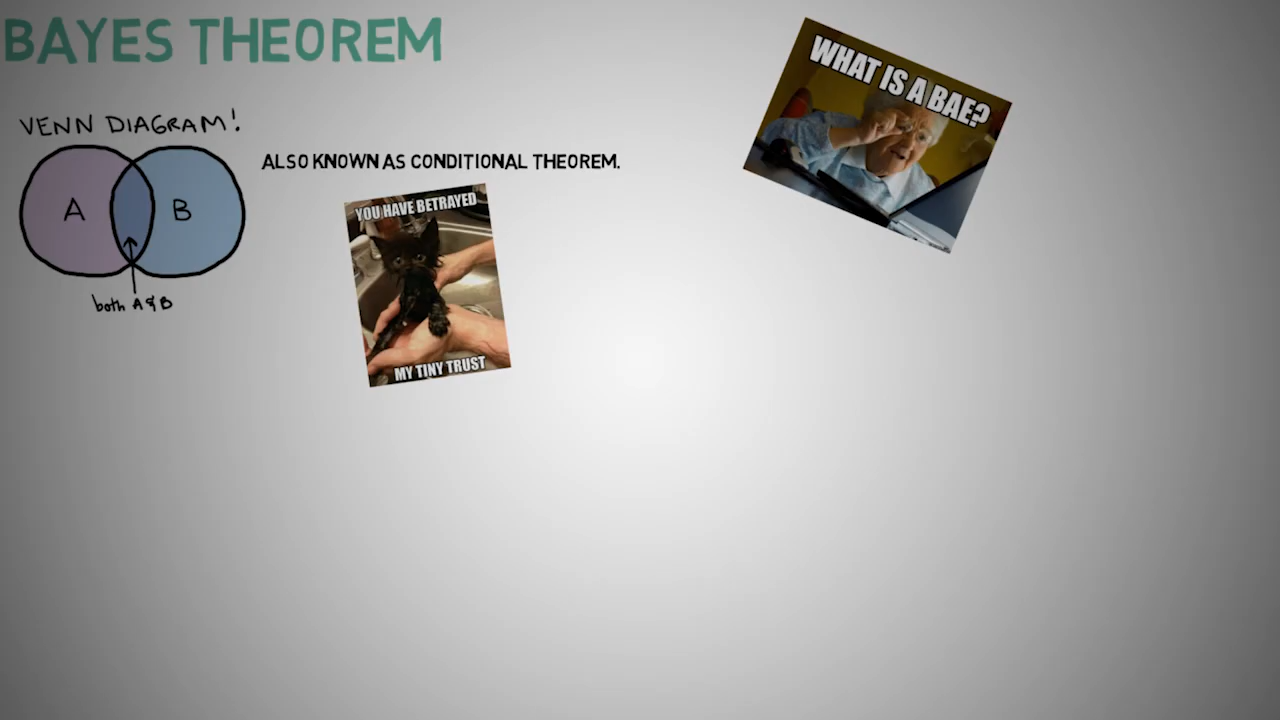 BAYES THEOREM
VENN DIAGRAM!
A
B
both A & B
ALSO KNOWN AS CONDITIONAL THEOREM.
YOU HAVE BETRAYED
MY TINY TRUST
WHAT IS A BAE?